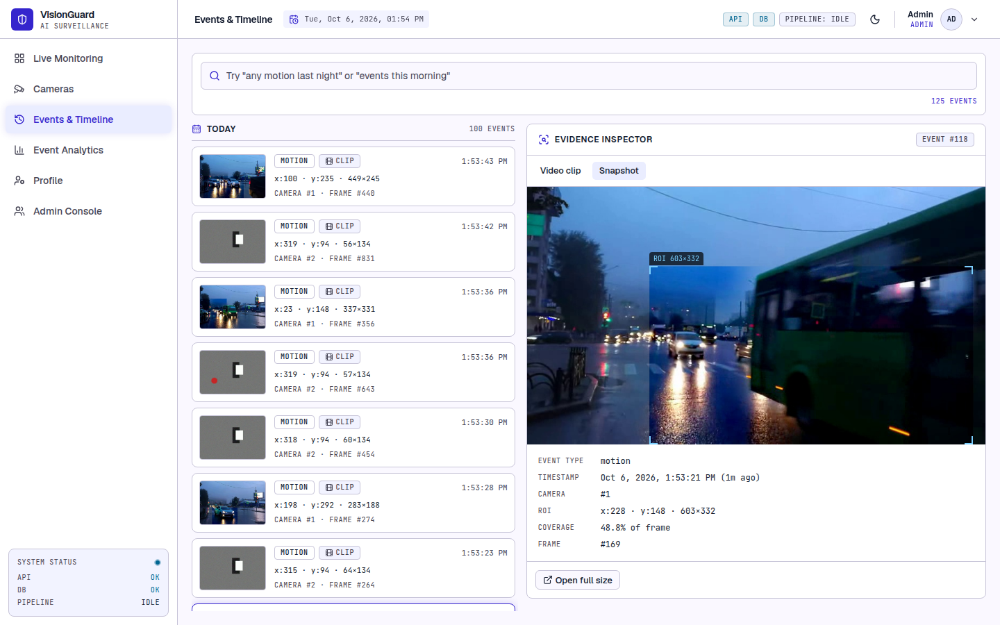 VisionGuard
AI SURVEILLANCE
Live Monitoring
Cameras
Events & Timeline
Event Analytics
Profile
Admin Console
SYSTEM STATUS
API OK
DB OK
PIPELINE IDLE
Events & Timeline
Tue, Oct 6, 2026, 01:54 PM
API
DB
PIPELINE: IDLE
Admin
ADMIN
AD
Try "any motion last night" or "events this morning"
125 EVENTS
TODAY
100 EVENTS
MOTION CLIP 1:53:43 PM
x:100 · y:235 · 449×245
CAMERA #1 · FRAME #440
MOTION CLIP 1:53:42 PM
x:319 · y:94 · 56×134
CAMERA #2 · FRAME #831
MOTION CLIP 1:53:36 PM
x:23 · y:148 · 337×331
CAMERA #1 · FRAME #356
MOTION CLIP 1:53:36 PM
x:319 · y:94 · 57×134
CAMERA #2 · FRAME #643
MOTION CLIP 1:53:30 PM
x:318 · y:94 · 60×134
CAMERA #2 · FRAME #454
MOTION CLIP 1:53:28 PM
x:198 · y:292 · 283×188
CAMERA #1 · FRAME #274
MOTION CLIP 1:53:23 PM
x:315 · y:94 · 64×134
CAMERA #2 · FRAME #264
EVIDENCE INSPECTOR
EVENT #118
Video clip
Snapshot
ROI 603×332
EVENT TYPE motion
TIMESTAMP Oct 6, 2026, 1:53:21 PM (1m ago)
CAMERA #1
ROI x:228 · y:148 · 603×332
COVERAGE 48.8% of frame
FRAME #169
Open full size